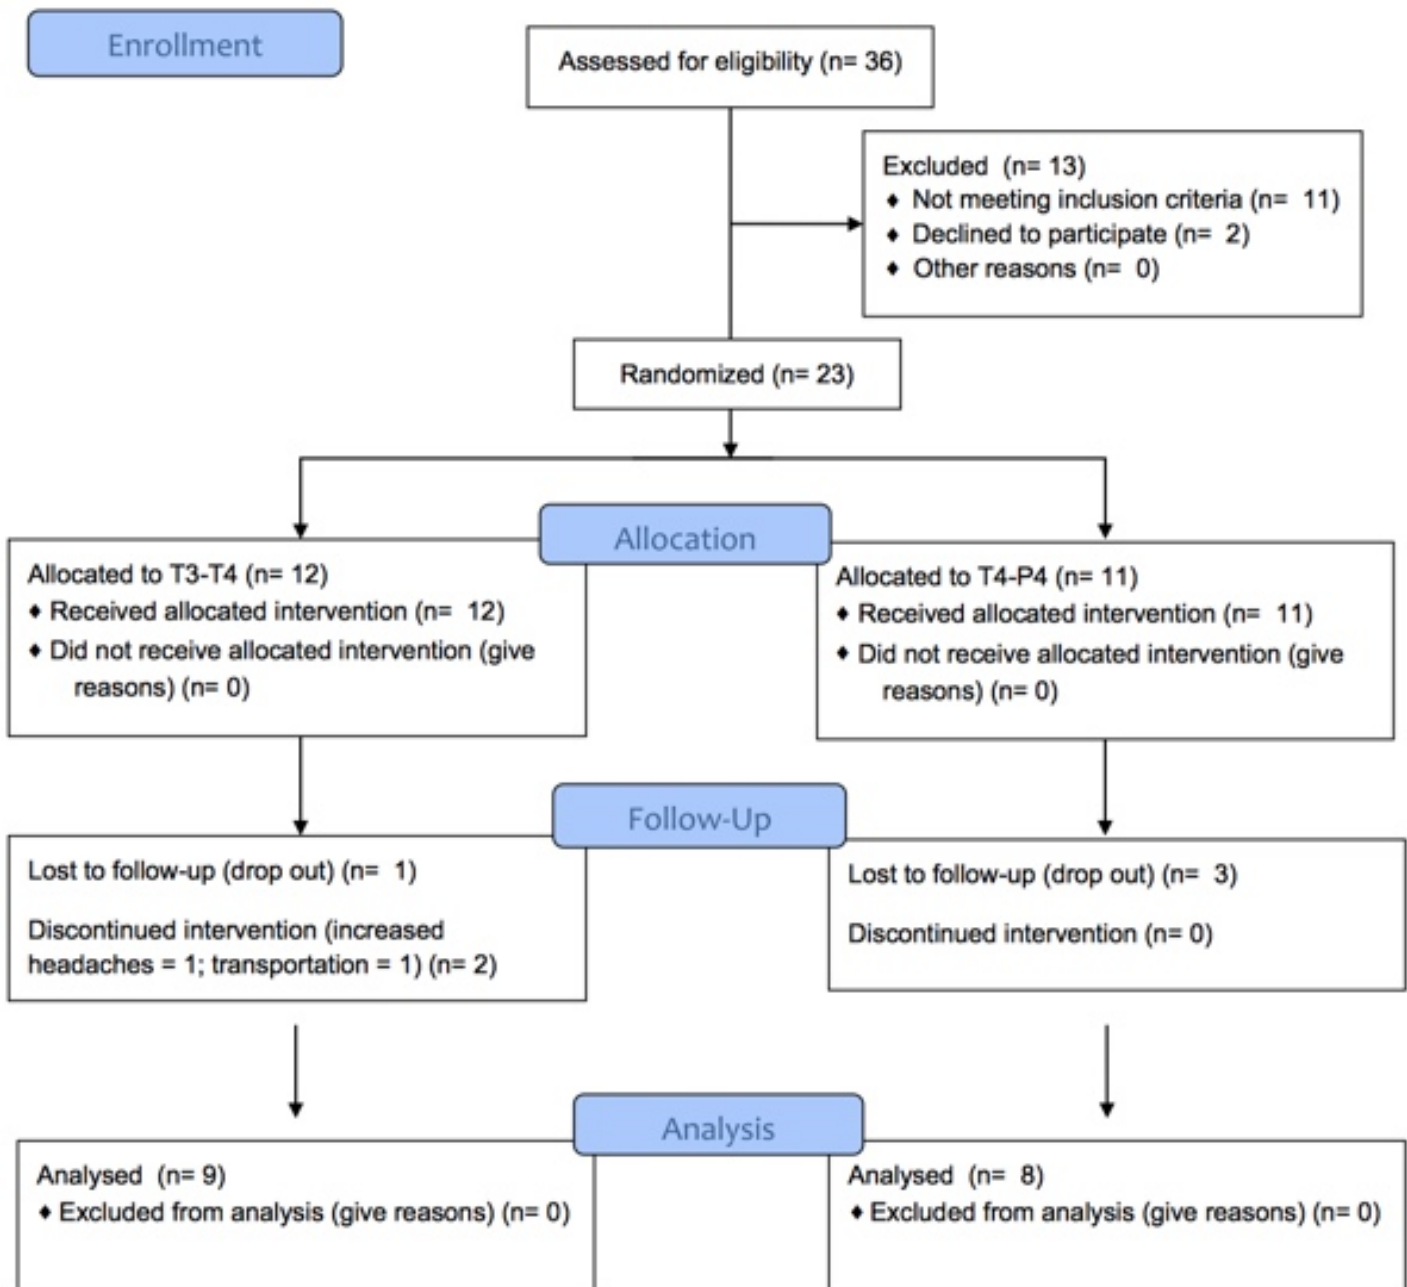 Enrollment
Assessed for eligibility (n= 36)
Excluded (n= 13)
♦ Not meeting inclusion criteria (n= 11)
♦ Declined to participate (n= 2)
♦ Other reasons (n= 0)
Randomized (n= 23)
Allocation
Allocated to T3-T4 (n= 12)
♦ Received allocated intervention (n= 12)
♦ Did not receive allocated intervention (give
reasons) (n= 0)
Allocated to T4-P4 (n= 11)
♦ Received allocated intervention (n= 11)
♦ Did not receive allocated intervention (give
reasons) (n= 0)
Follow-Up
Lost to follow-up (drop out) (n= 1)
Discontinued intervention (increased
headaches = 1; transportation = 1) (n= 2)
Lost to follow-up (drop out) (n= 3)
Discontinued intervention (n= 0)
Analysis
Analysed (n= 9)
♦ Excluded from analysis (give reasons) (n= 0)
Analysed (n= 8)
♦ Excluded from analysis (give reasons) (n= 0)